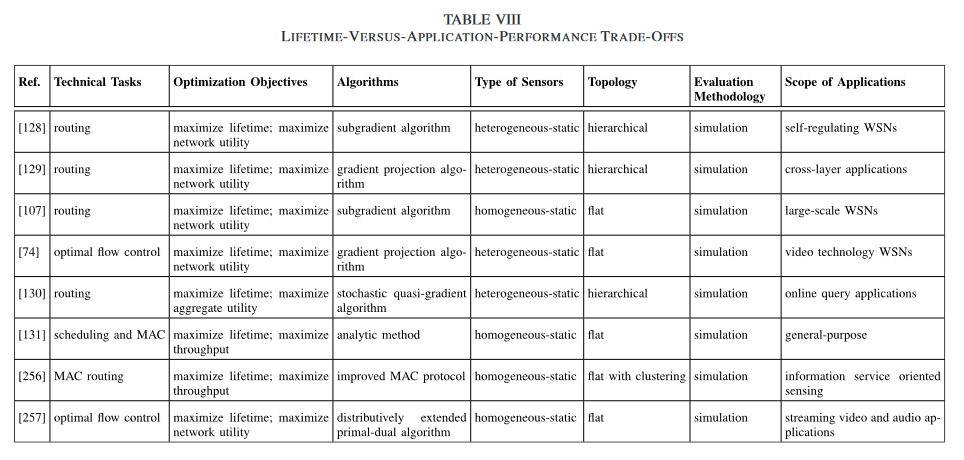 TABLE VIII
LIFETIME-VERSUS-APPLICATION-PERFORMANCE TRADE-OFFS
Ref. Technical Tasks Optimization Objectives Algorithms Type of Sensors Topology Evaluation Methodology Scope of Applications
[128] routing maximize lifetime; maximize network utility subgradient algorithm heterogeneous-static hierarchical simulation self-regulating WSNs
[129] routing maximize lifetime; maximize network utility gradient projection algo-rithm heterogeneous-static hierarchical simulation cross-layer applications
[107] routing maximize lifetime; maximize network utility subgradient algorithm homogeneous-static flat simulation large-scale WSNs
[74] optimal flow control maximize lifetime; maximize network utility gradient projection algo-rithm heterogeneous-static flat simulation video technology WSNs
[130] routing maximize lifetime; maximize aggregate utility stochastic quasi-gradient algorithm heterogeneous-static hierarchical simulation online query applications
[131] scheduling and MAC maximize lifetime; maximize throughput analytic method homogeneous-static flat simulation general-purpose
[256] MAC routing maximize lifetime; maximize throughput improved MAC protocol homogeneous-static flat with clustering simulation information service oriented sensing
[257] optimal flow control maximize lifetime; maximize network utility distributively extended primal-dual algorithm homogeneous-static flat simulation streaming video and audio ap-plications